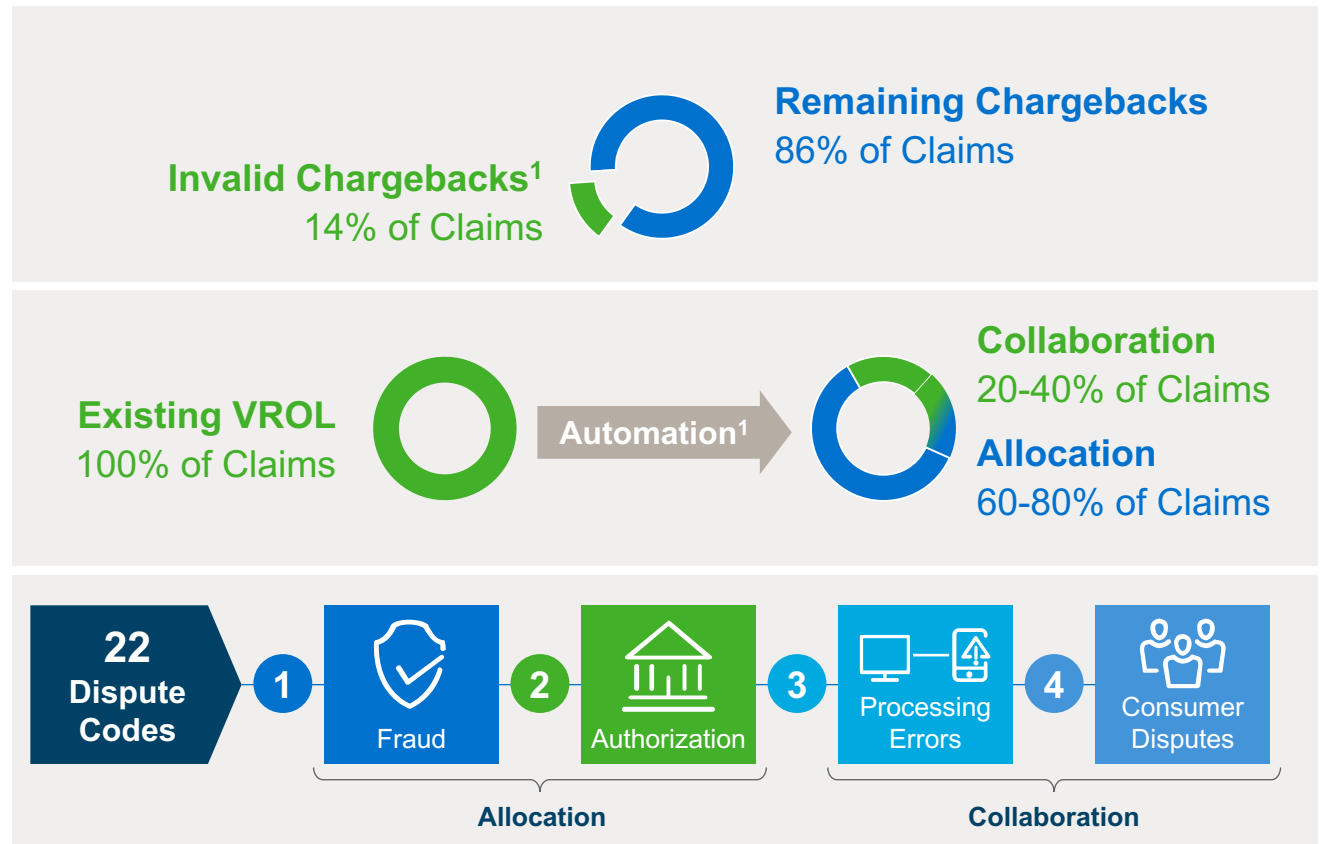 Remaining Chargebacks
86% of Claims
Invalid Chargebacks¹
14% of Claims
Existing VROL
100% of Claims
Automation¹
Collaboration
20-40% of Claims
Allocation
60-80% of Claims
22
Dispute
Codes
1
Fraud
2
Authorization
3
Processing
Errors
4
Consumer
Disputes
Allocation
Collaboration